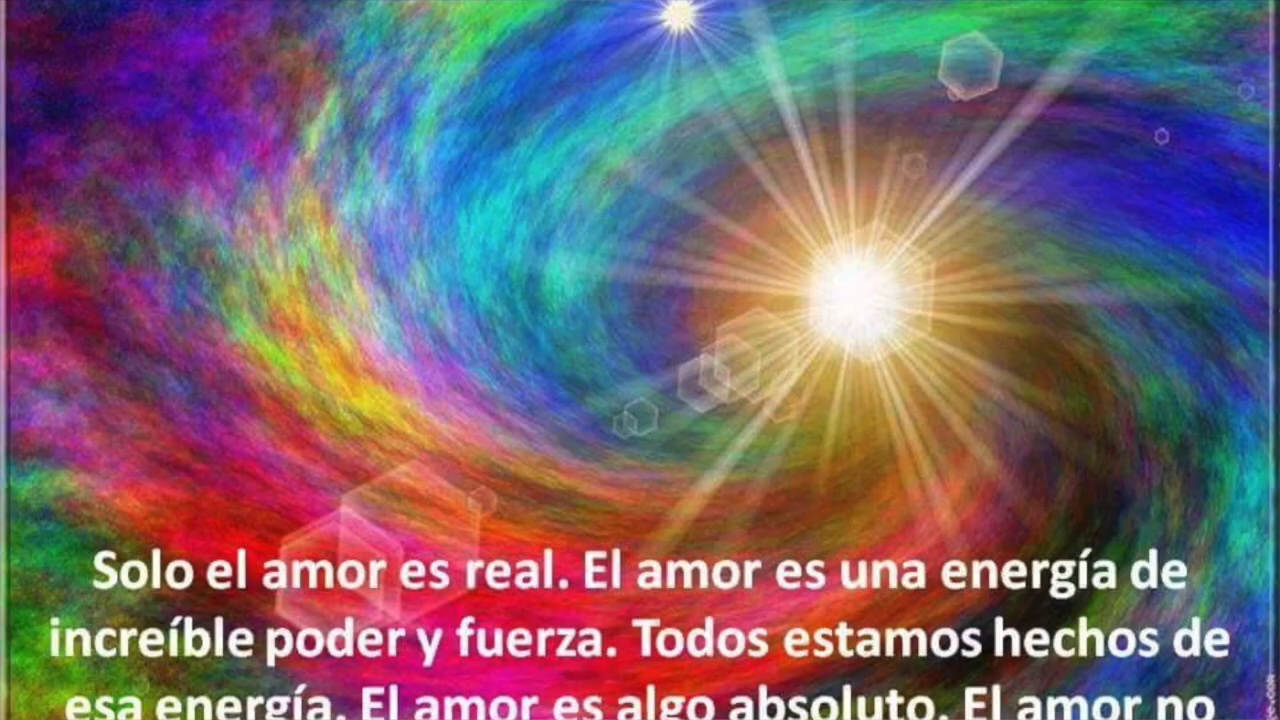 Solo el amor es real. El amor es una energía de
increíble poder y fuerza. Todos estamos hechos de
esa energía. El amor es algo absoluto. El amor no